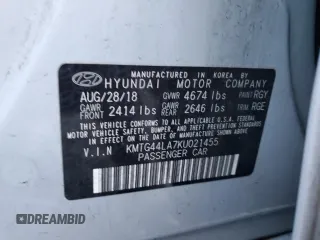 MANUFACTURED IN KOREA BY
HYUNDAI MOTOR COMPANY
AUG/28/18 GVWR 4674 lbs PAINT RGY
GAWR FRONT 2414 lbs GAWR REAR 2646 lbs TRIM RGE
THIS VEHICLE CONFORMS TO ALL APPLICABLE U.S. FEDERAL
MOTOR VEHICLE SAFETY, BUMPER, AND THEFT PREVENTION
STANDARDS IN EFFECT ON THE DATE OF MANUFACTURE SHOWN ABOVE.
V.I.N KMTG44LA7KU021455
PASSENGER CAR
DREAMBID